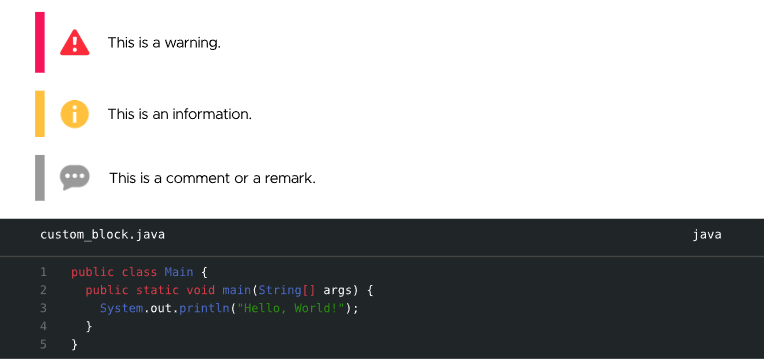 This is a warning.
This is an information.
This is a comment or a remark.
custom_block.java java
1 public class Main {
2   public static void main(String[] args) {
3     System.out.println("Hello, World!");
4   }
5 }